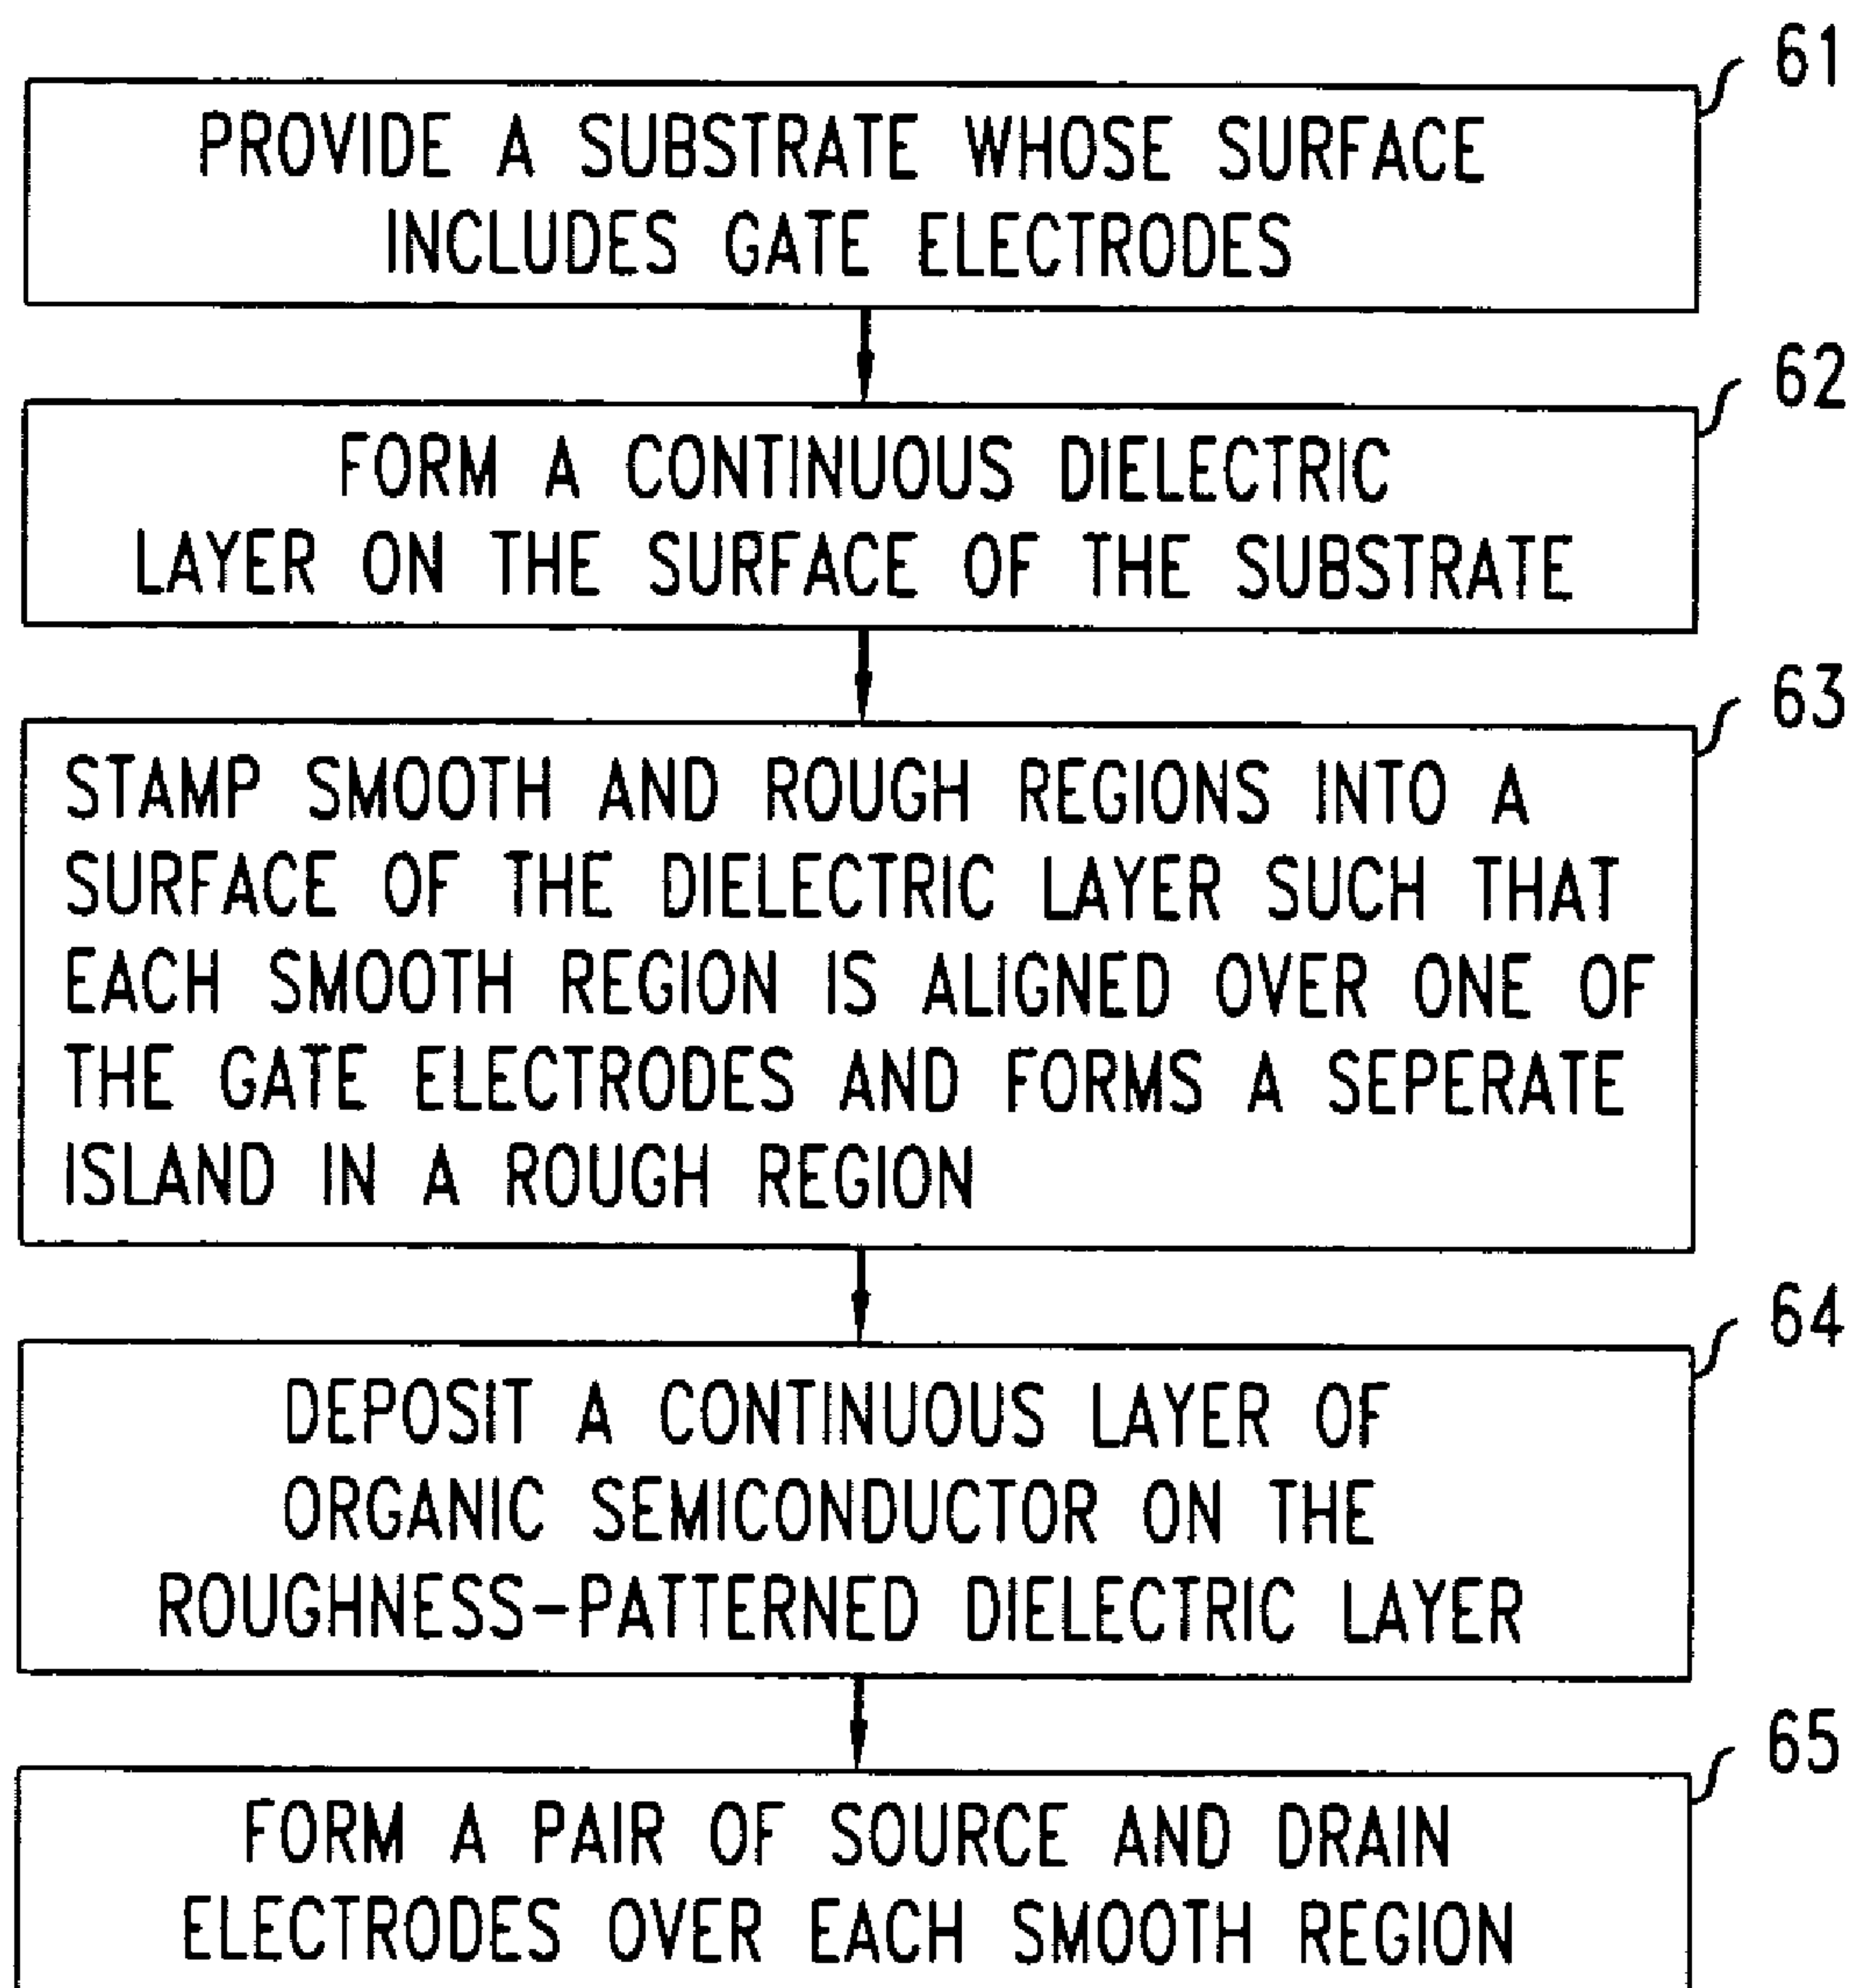 61
PROVIDE A SUBSTRATE WHOSE SURFACE
INCLUDES GATE ELECTRODES
62
FORM A CONTINUOUS DIELECTRIC
LAYER ON THE SURFACE OF THE SUBSTRATE
63
STAMP SMOOTH AND ROUGH REGIONS INTO A
SURFACE OF THE DIELECTRIC LAYER SUCH THAT
EACH SMOOTH REGION IS ALIGNED OVER ONE OF
THE GATE ELECTRODES AND FORMS A SEPERATE
ISLAND IN A ROUGH REGION
64
DEPOSIT A CONTINUOUS LAYER OF
ORGANIC SEMICONDUCTOR ON THE
ROUGHNESS-PATTERNED DIELECTRIC LAYER
65
FORM A PAIR OF SOURCE AND DRAIN
ELECTRODES OVER EACH SMOOTH REGION